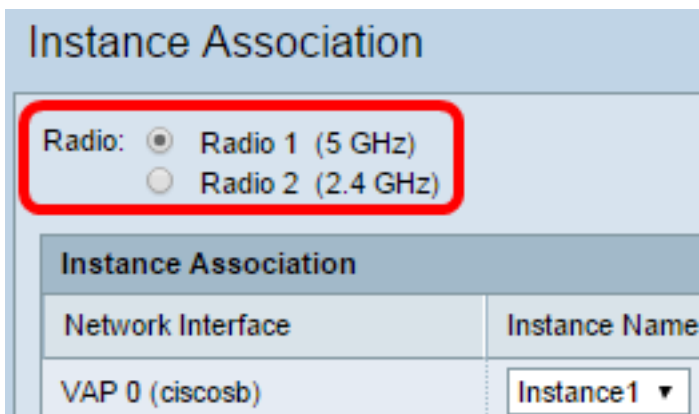 Instance Association
Radio: Radio 1 (5 GHz)
Radio 2 (2.4 GHz)
Instance Association
Network Interface Instance Name
VAP 0 (ciscosb) Instance1